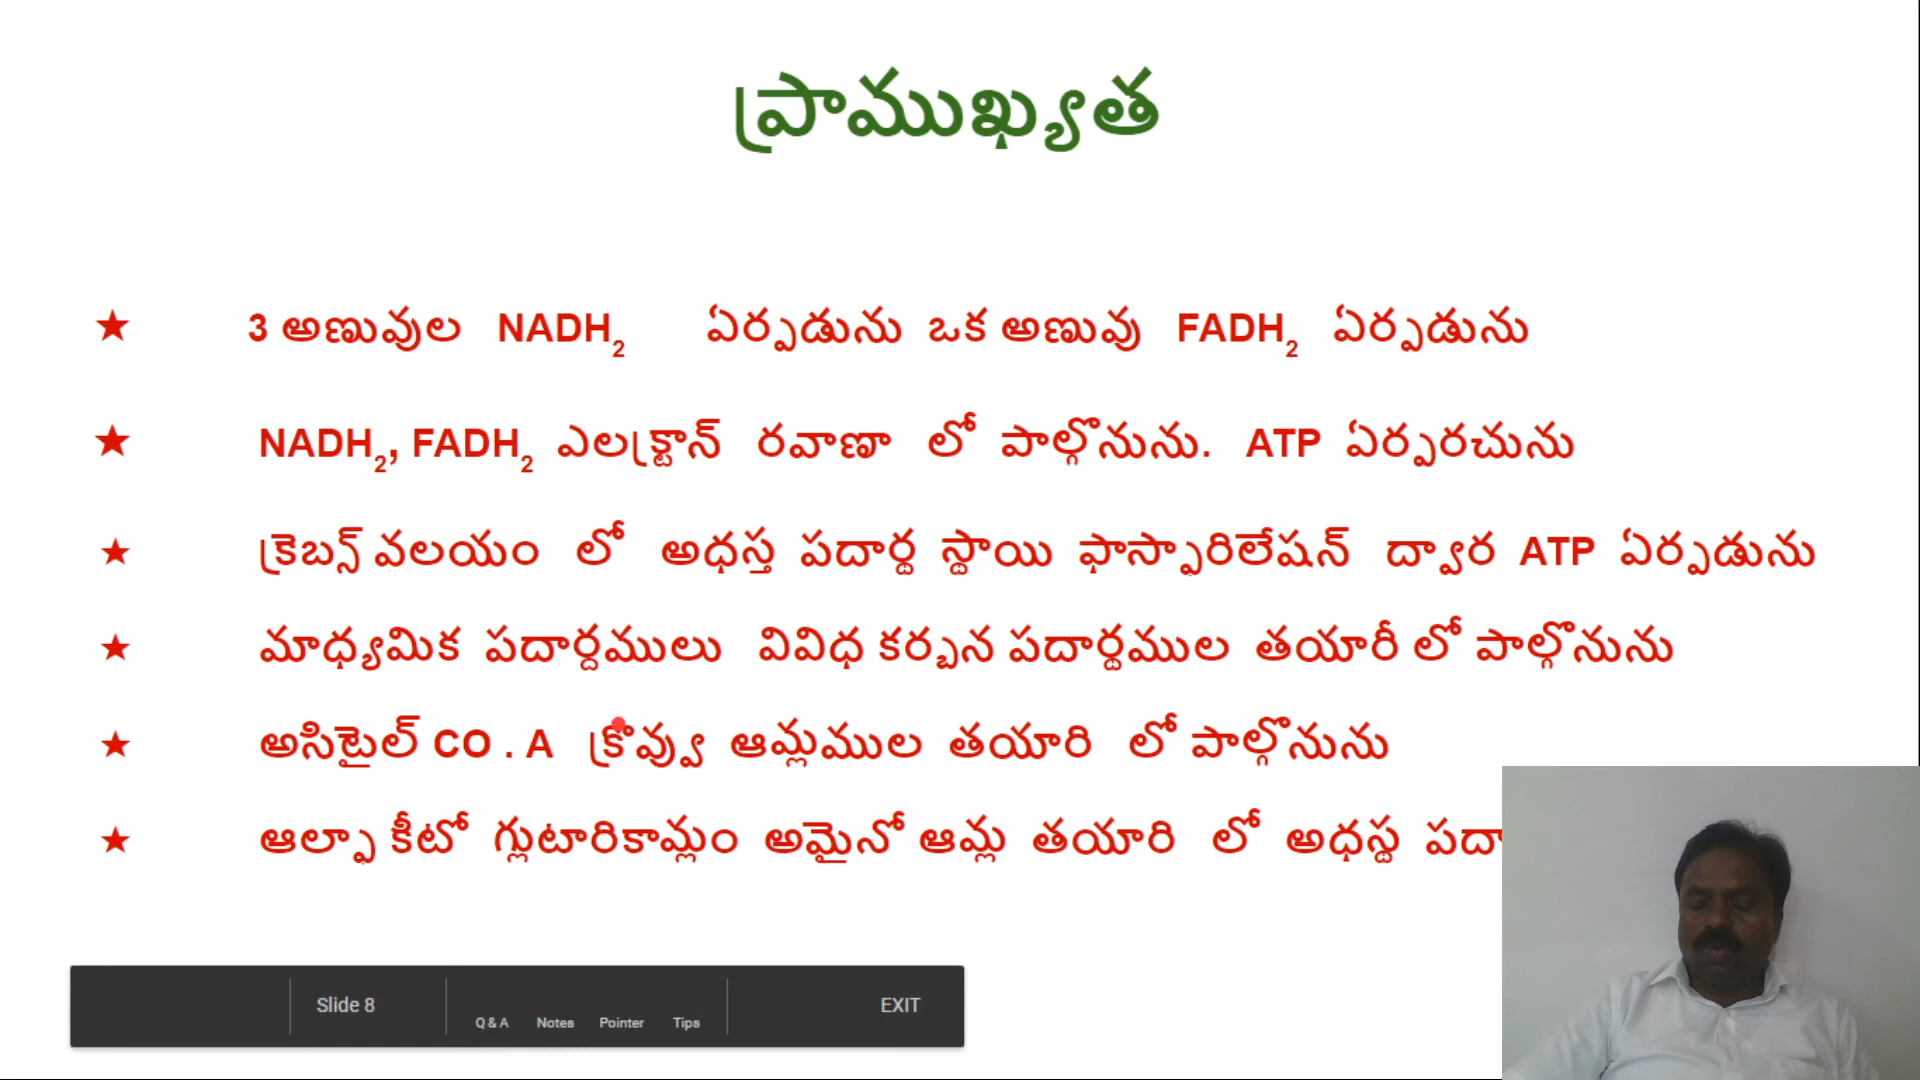 ప్రాముఖ్యత
★ 3 అణువుల NADH₂ ఏర్పడును ఒక అణువు FADH₂ ఏర్పడును
★ NADH₂, FADH₂ ఎలక్ట్రాన్ రవాణా లో పాల్గొనును. ATP ఏర్పరచును
★ క్రెబస్స్ వలయం లో అధస్త పదార్థ స్థాయి ఫాస్ఫారిలేషన్ ద్వార ATP ఏర్పడును
★ మాధ్యమిక పదార్దములు వివిధ కర్బన పదార్థముల తయారీ లో పాల్గొనును
★ అసిటైల్ CO . A క్రొవ్వు ఆమ్లముల తయారి లో పాల్గొనును
★ ఆల్ఫా కీటో గ్లుటారికామ్లం అమైనో ఆమ్ల తయారి లో అధస్థ
Slide 8
Q & A Notes Pointer Tips
EXIT